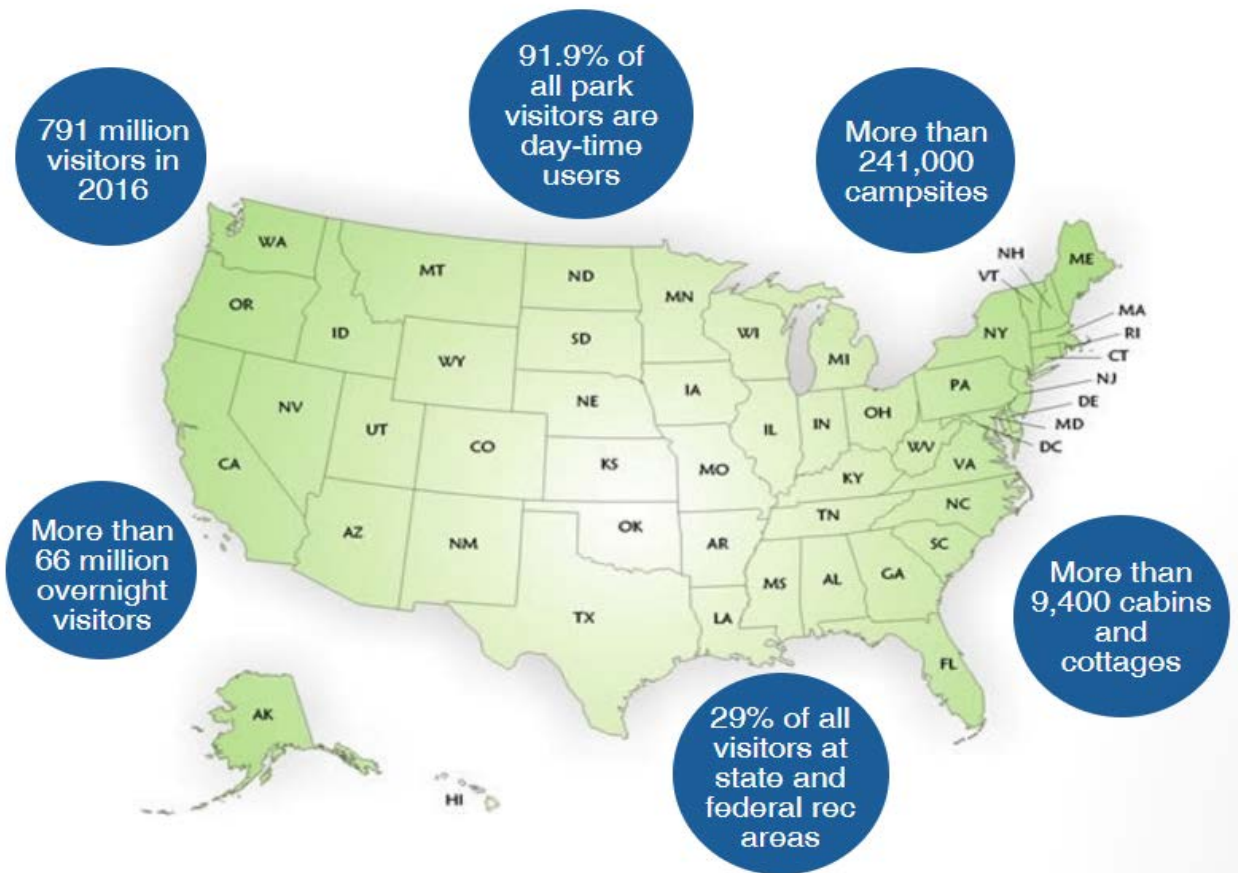 91.9% of
all park
visitors are
day-time
users
791 million
visitors in
2016
More than
241,000
campsites
WA
MT
ND
MN
OR
ID
SD
WI
MI
NH
VT
ME
NY
MA
RI
CT
NJ
DE
MD
DC
WY
NE
IA
PA
NV
UT
CO
KS
MO
IL
IN
OH
WV
VA
KY
CA
AZ
NM
OK
AR
TN
NC
SC
MS
AL
GA
TX
LA
FL
More than
66 million
overnight
visitors
More than
9,400 cabins
and
cottages
AK
HI
29% of all
visitors at
state and
federal rec
areas